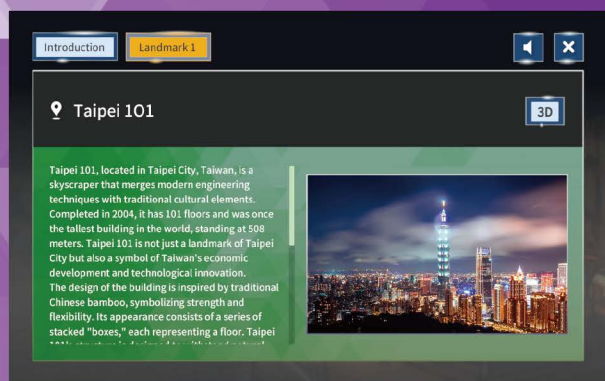 Introduction
Landmark 1
Taipei 101
3D
Taipei 101, located in Taipei City, Taiwan, is a
skyscraper that merges modern engineering
techniques with traditional cultural elements.
Completed in 2004, it has 101 floors and was once
the tallest building in the world, standing at 508
meters. Taipei 101 is not just a landmark of Taipei
City but also a symbol of Taiwan's economic
development and technological innovation.
The design of the building is inspired by traditional
Chinese bamboo, symbolizing strength and
flexibility. Its appearance consists of a series of
stacked "boxes," each representing a floor. Taipei